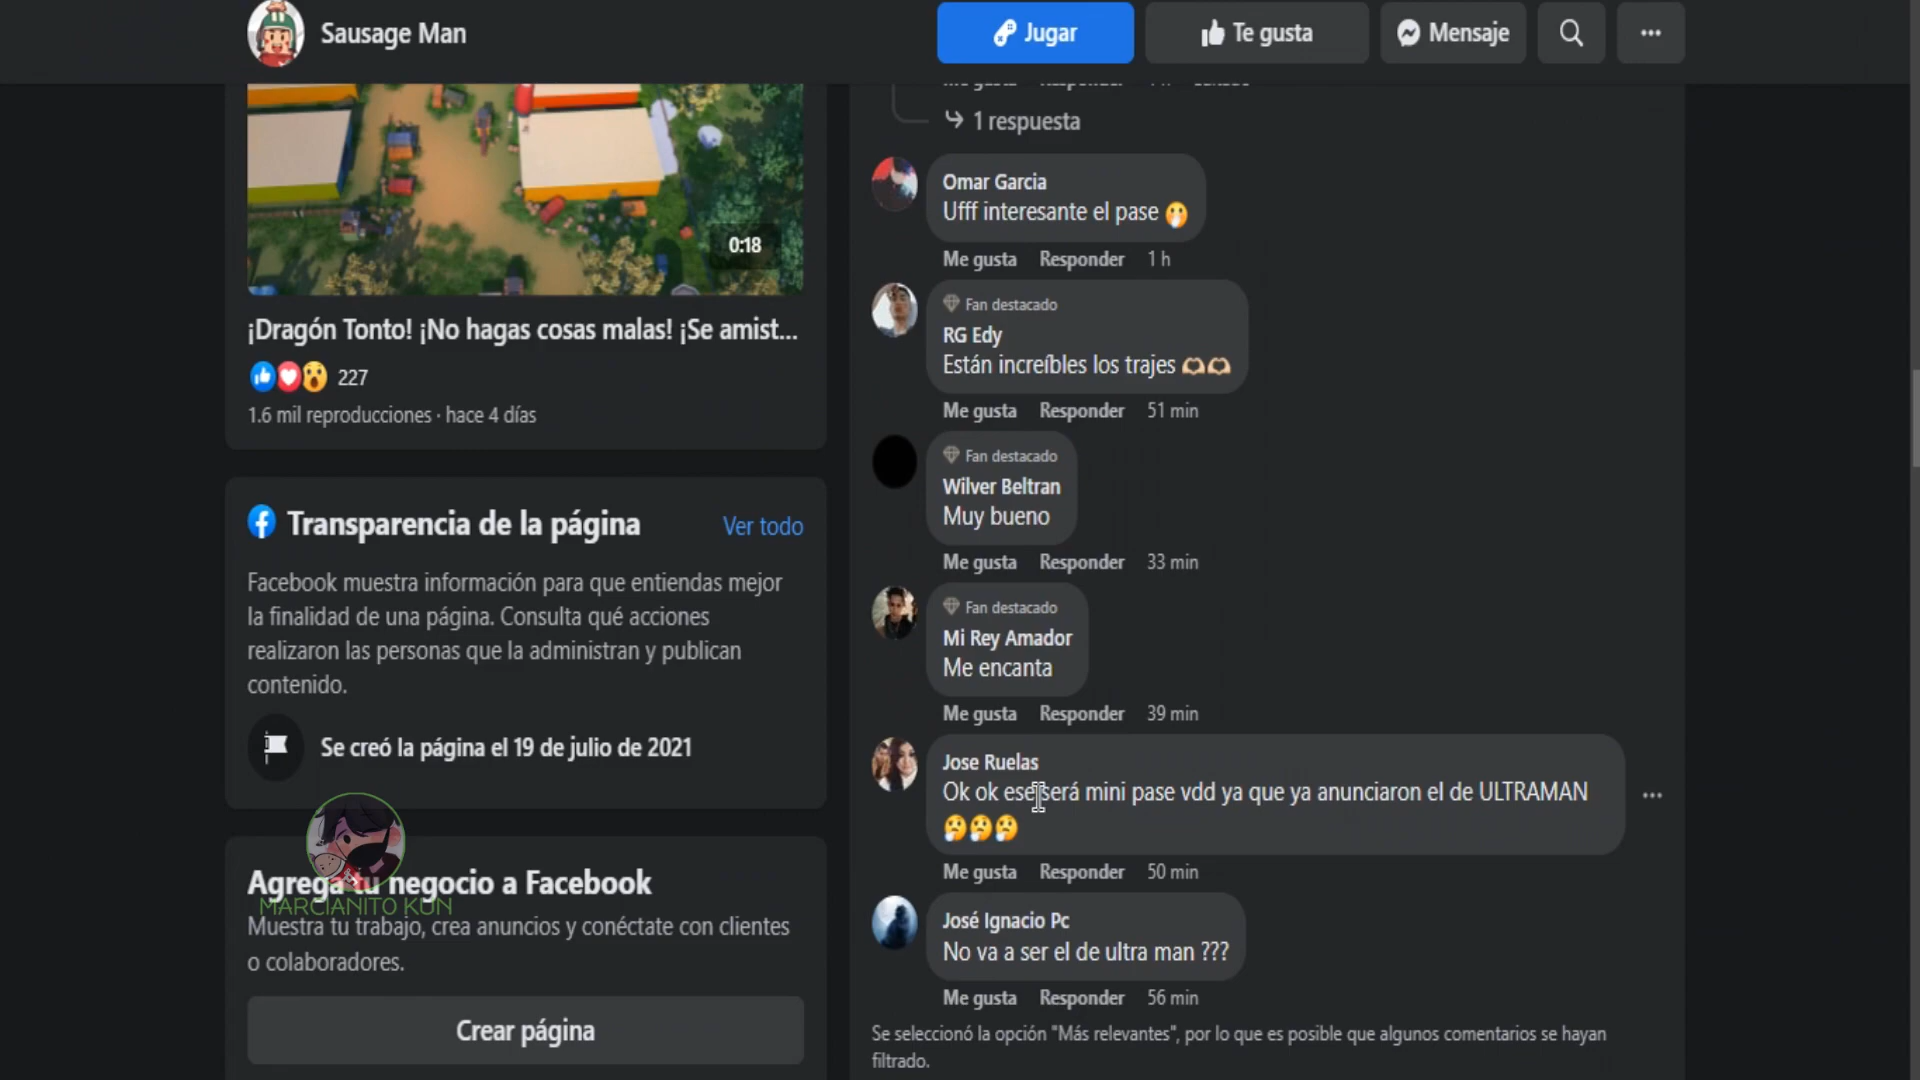 Sausage Man
Jugar
Te gusta
Mensaje
0:18
¡Dragón Tonto! ¡No hagas cosas malas! ¡Se amist...
227
1.6 mil reproducciones · hace 4 días
Transparencia de la página
Ver todo
Facebook muestra información para que entiendas mejor
la finalidad de una página. Consulta qué acciones
realizaron las personas que la administran y publican
contenido.
Se creó la página el 19 de julio de 2021
Agrega tu negocio a Facebook
MARCIANITO KUN
Muestra tu trabajo, crea anuncios y conéctate con clientes
o colaboradores.
Crear página
1 respuesta
Omar Garcia
Ufff interesante el pase 🫢
Me gusta Responder 1 h
Fan destacado
RG Edy
Están increíbles los trajes 🫶🏼🫶🏼
Me gusta Responder 51 min
Fan destacado
Wilver Beltran
Muy bueno
Me gusta Responder 33 min
Fan destacado
Mi Rey Amador
Me encanta
Me gusta Responder 39 min
Jose Ruelas
Ok ok ese será mini pase vdd ya que ya anunciaron el de ULTRAMAN
🤔🤔🤔
Me gusta Responder 50 min
José Ignacio Pc
No va a ser el de ultra man ???
Me gusta Responder 56 min
Se seleccionó la opción "Más relevantes", por lo que es posible que algunos comentarios se hayan
filtrado.